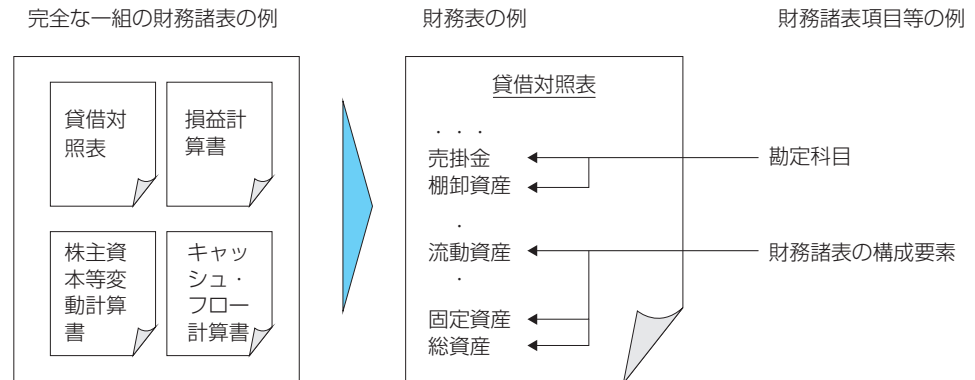 完全な一組の財務諸表の例
財務表の例
財務諸表項目等の例
貸借対
照表
損益計
算書
株主資
本等変
動計算
書
キャッ
シュ・
フロー
計算書
貸借対照表
・・・
売掛金
棚卸資産
・
流動資産
・
固定資産
総資産
勘定科目
財務諸表の構成要素